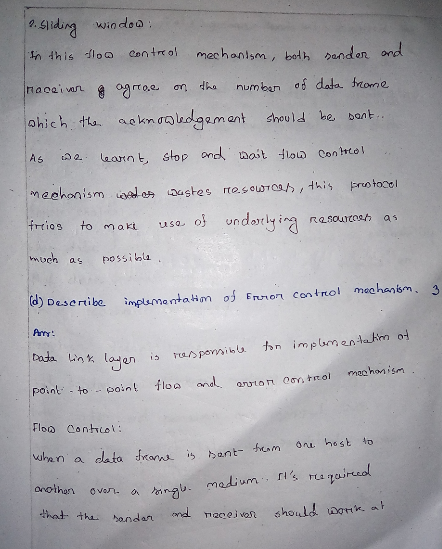 2. Sliding window:
In this flow control mechanism, both sender and
receiver agree on the number of data frame
which the acknowledgement should be sent..
As we learnt, stop and wait flow control
mechanism wastes resources, this protocol
tries to make use of underlying resources as
much as possible.
(d) Describe implementation of Error control mechanism. 3
Ans:
Data link layer is responsible for implementation of
point-to-point flow and error control mechanism.
Flow Control:
When a data frame is sent from one host to
another over a single medium. It's required
that the sender and receiver should work at